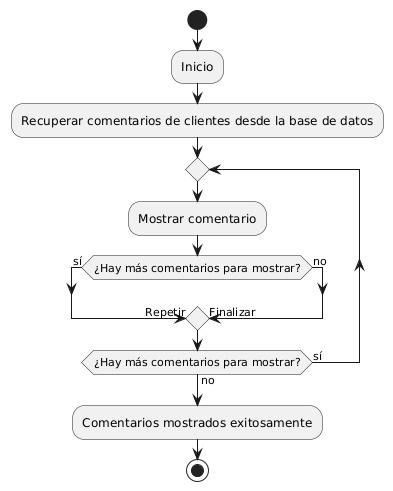 Inicio
Recuperar comentarios de clientes desde la base de datos
Mostrar comentario
sí
¿Hay más comentarios para mostrar?
no
Repetir
Finalizar
¿Hay más comentarios para mostrar?
sí
no
Comentarios mostrados exitosamente